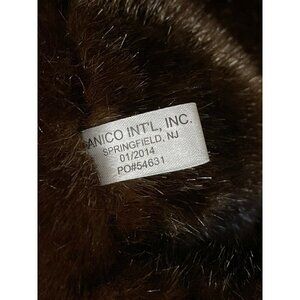 ANICO INT'L, INC.
SPRINGFIELD, NJ
01/2014
PO#54631